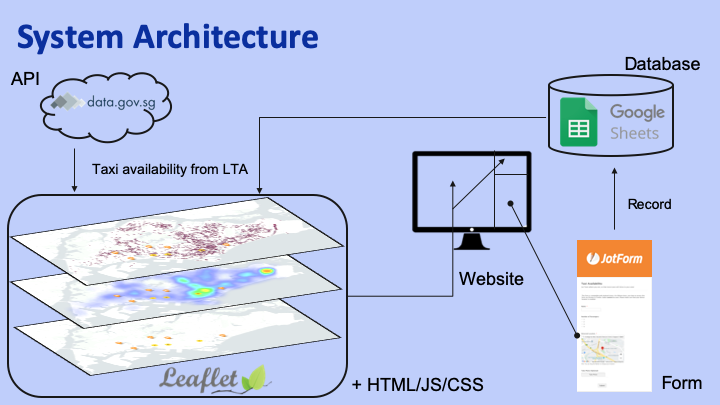 System Architecture
API
data.gov.sg
Taxi availability from LTA
Database
Google
Sheets
Record
Website
JotForm
Form
Leaflet
+ HTML/JS/CSS